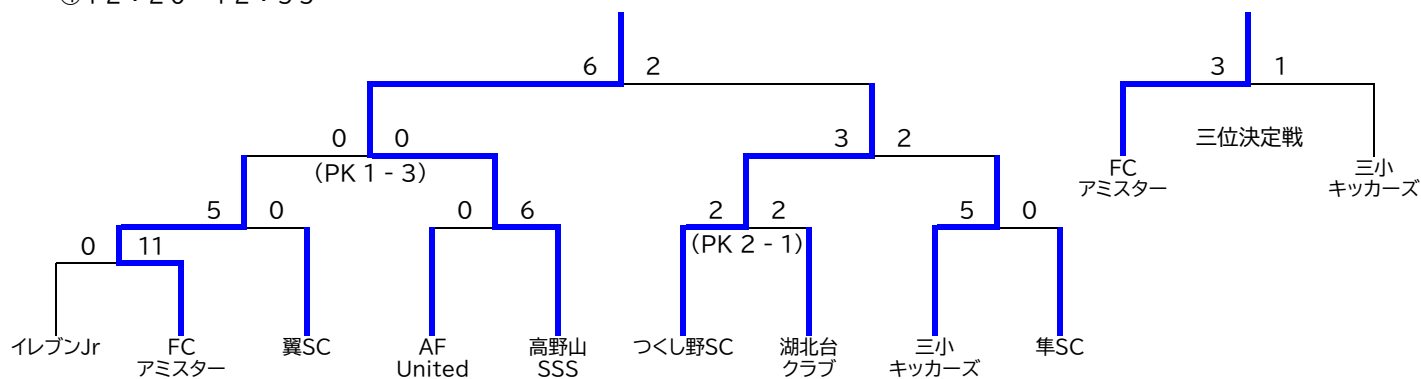 6 2
3 1
0 0
(PK 1 - 3)
3 2
三位決定戦
FC
アミスター
三小
キッカーズ
5 0
0 6
2 2
(PK 2 - 1)
5 0
0 11
イレブンJr
FC
アミスター
翼SC
AF
United
高野山
SSS
つくし野SC
湖北台
クラブ
三小
キッカーズ
隼SC